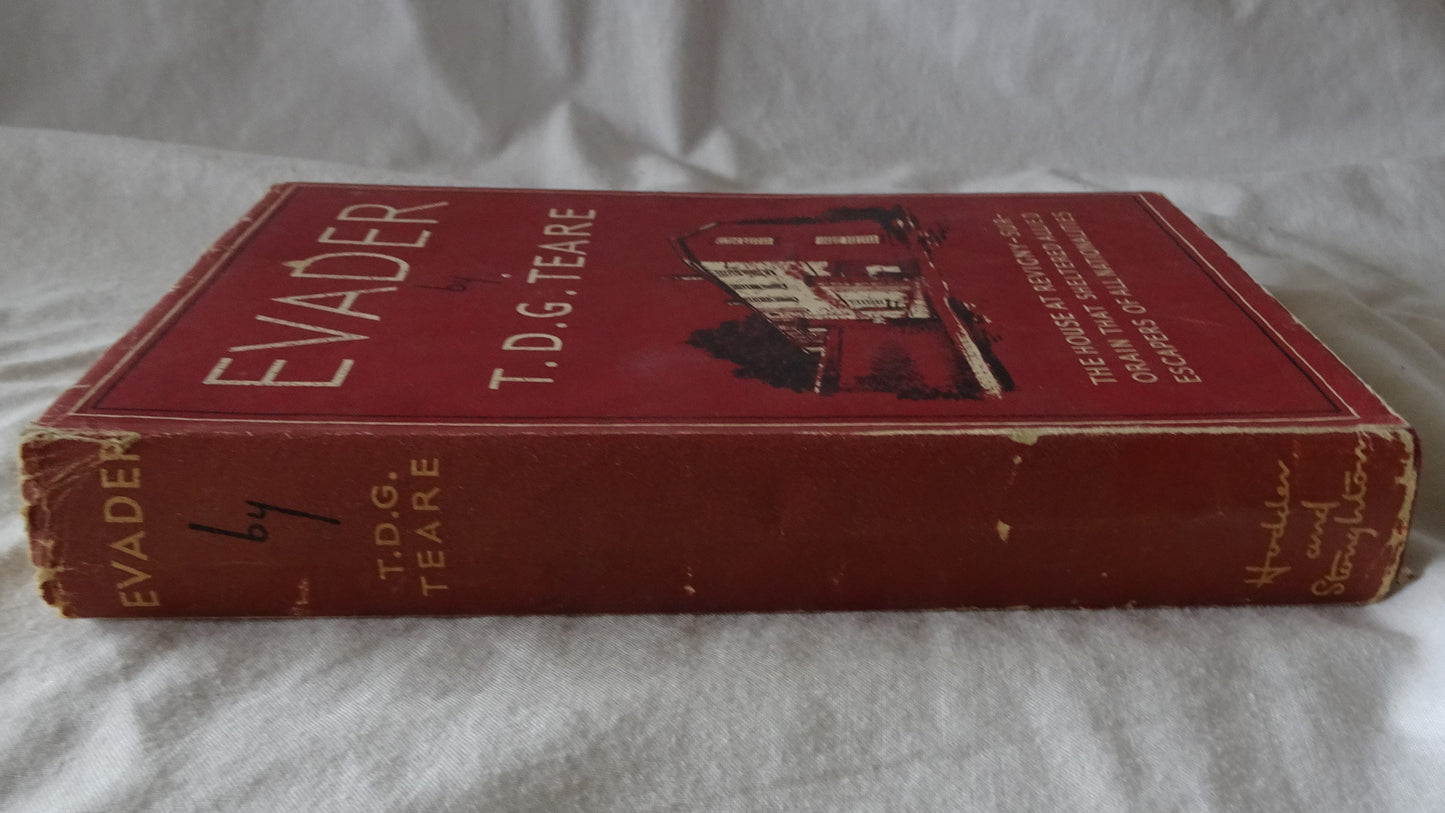 EVADER
by
T.D.G. TEARE
THE HOUSE AT REVIGNY-SUR-
ORAIN THAT SHELTERED ALLIED
ESCAPERS OF ALL NATIONALITIES
EVADER
by
T.D.G.
TEARE
Hodder
and
Stoughton